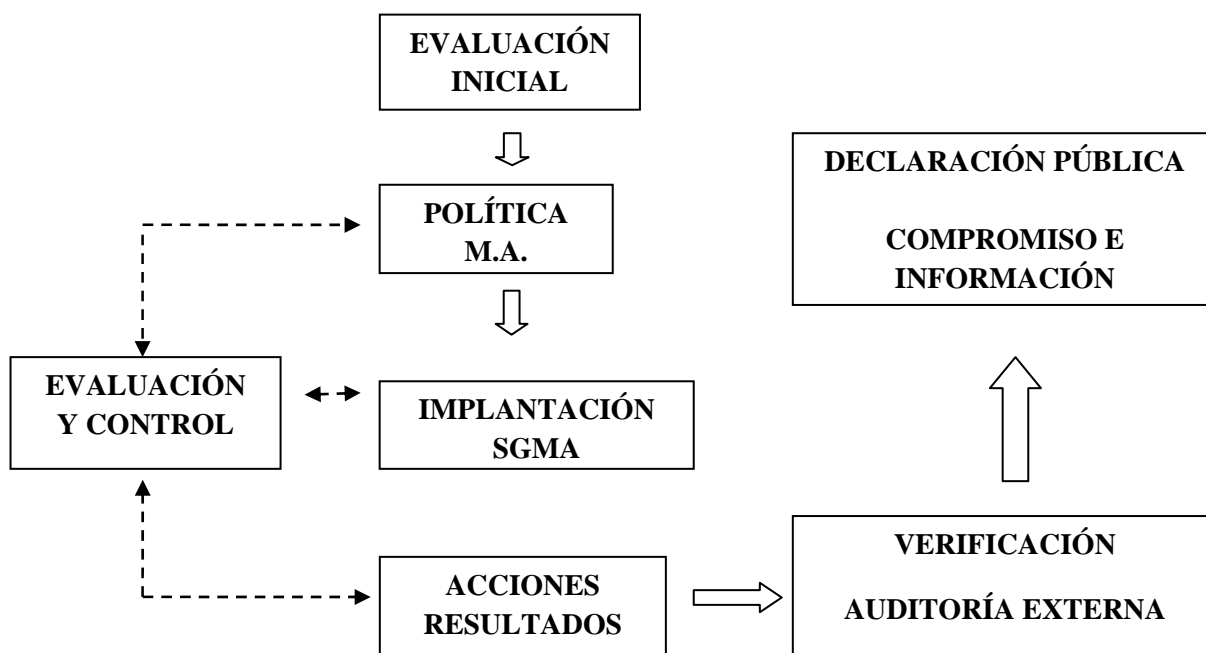 EVALUACIÓN
INICIAL
POLÍTICA
M.A.
IMPLANTACIÓN
SGMA
EVALUACIÓN
Y CONTROL
ACCIONES
RESULTADOS
VERIFICACIÓN
AUDITORÍA EXTERNA
DECLARACIÓN PÚBLICA
COMPROMISO E
INFORMACIÓN